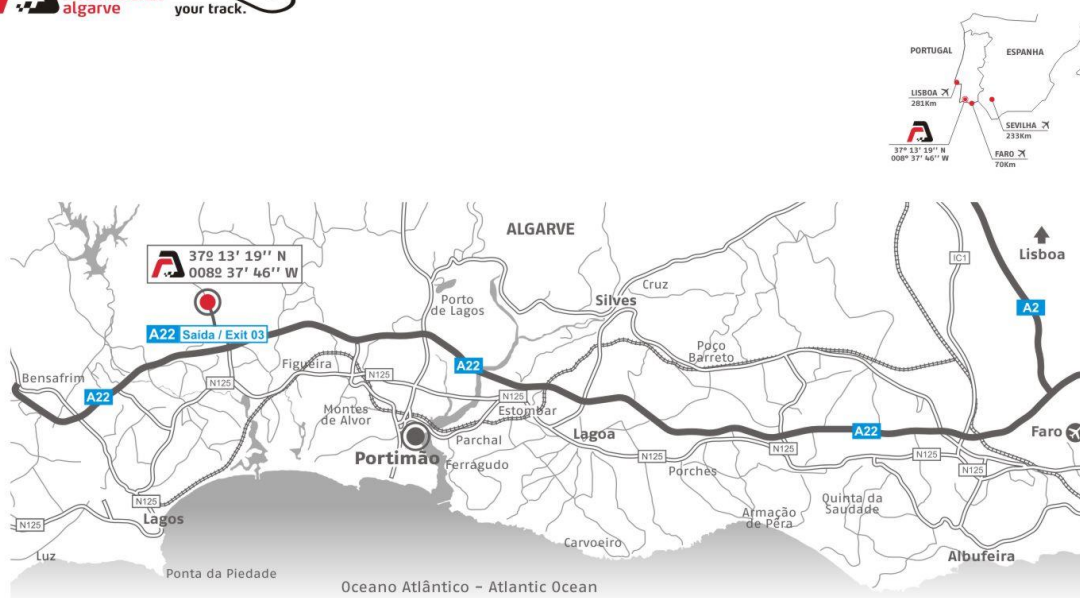 algarve
your track.
PORTUGAL
ESPANHA
LISBOA
281Km
SEVILHA
233Km
37º 13' 19'' N
008º 37' 46'' W
FARO
70Km
ALGARVE
Lisboa
IC1
37º 13' 19'' N
008º 37' 46'' W
Cruz
Silves
Porto
de Lagos
A2
A22 Saída / Exit 03
Poço
Barreto
Figueira
A22
Bensafrim
N125
N125
A22
N125
Estombar
Montes
de Alvor
Lagoa
A22
Faro
Parchal
Portimão
Ferragudo
N125
N125
N125
N125
Porches
N125
Quinta da
Saudade
Lagos
N125
Armação
de Pêra
Carvoeiro
Luz
Albufeira
Ponta da Piedade
Oceano Atlântico - Atlantic Ocean